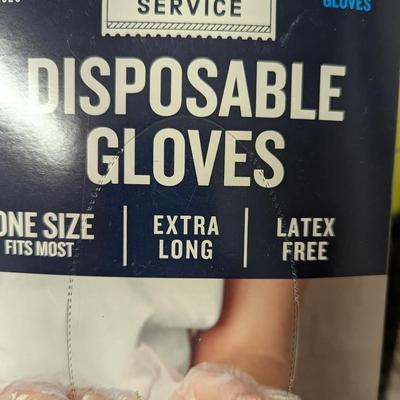 SERVICE
GLOVES
DISPOSABLE
GLOVES
ONE SIZE
FITS MOST
EXTRA
LONG
LATEX
FREE